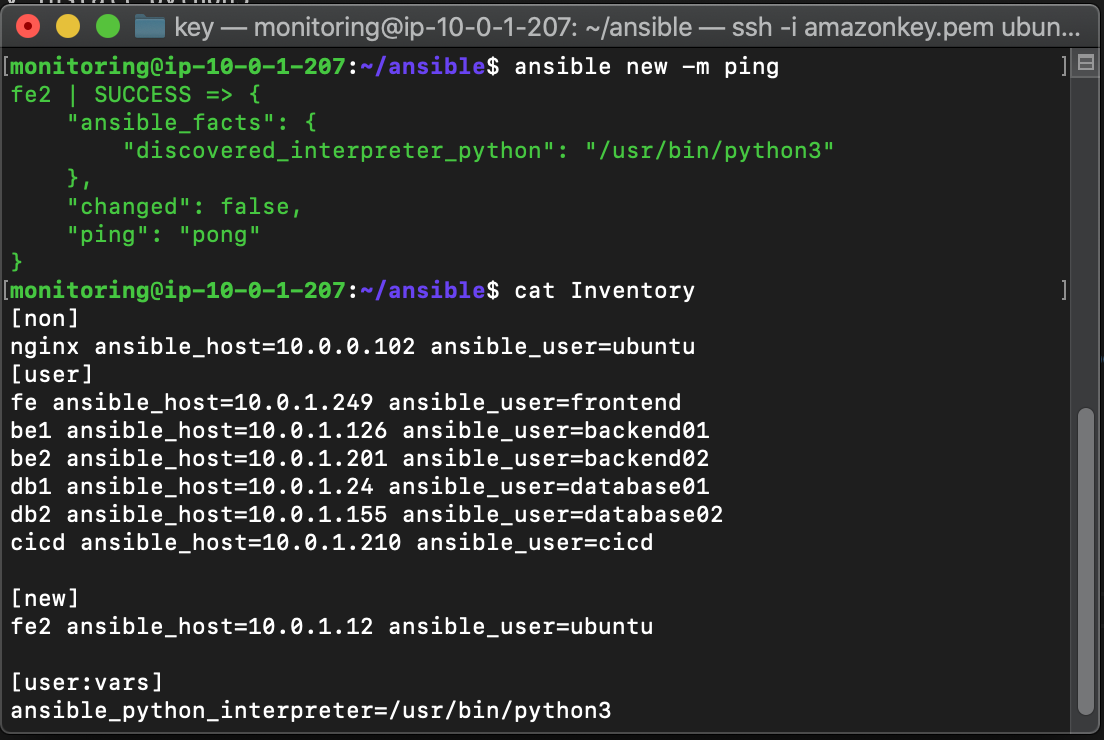 key — monitoring@ip-10-0-1-207: ~/ansible — ssh -i amazonkey.pem ubun...
[monitoring@ip-10-0-1-207:~/ansible$ ansible new -m ping ]
fe2 | SUCCESS => {
    "ansible_facts": {
        "discovered_interpreter_python": "/usr/bin/python3"
    },
    "changed": false,
    "ping": "pong"
}
[monitoring@ip-10-0-1-207:~/ansible$ cat Inventory ]
[non]
nginx ansible_host=10.0.0.102 ansible_user=ubuntu
[user]
fe ansible_host=10.0.1.249 ansible_user=frontend
be1 ansible_host=10.0.1.126 ansible_user=backend01
be2 ansible_host=10.0.1.201 ansible_user=backend02
db1 ansible_host=10.0.1.24 ansible_user=database01
db2 ansible_host=10.0.1.155 ansible_user=database02
cicd ansible_host=10.0.1.210 ansible_user=cicd

[new]
fe2 ansible_host=10.0.1.12 ansible_user=ubuntu

[user:vars]
ansible_python_interpreter=/usr/bin/python3